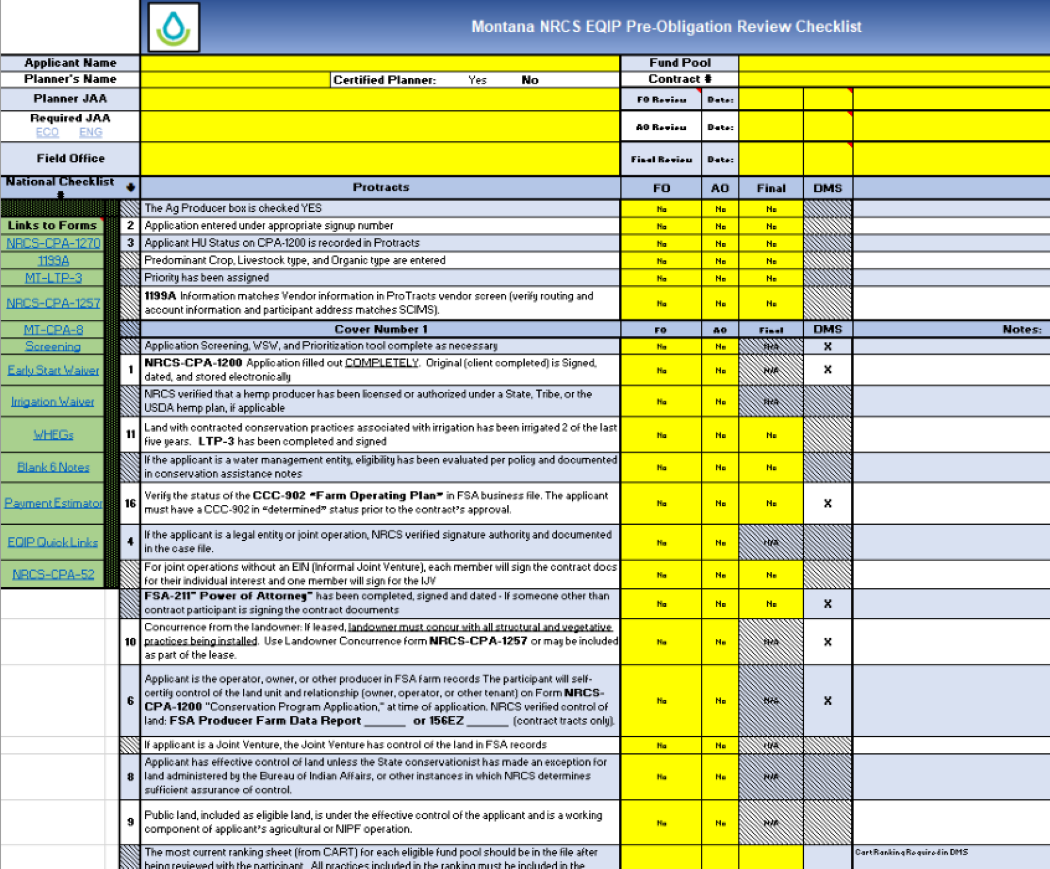 Montana NRCS EQIP Pre-Obligation Review Checklist
Applicant Name
Fund Pool
Planner's Name
Certified Planner: Yes No
Contract #
Planner JAA
FO Review Date:
Required JAA
ECO ENG
AO Review Date:
Field Office
Final Review Date:
National Checklist
#
Protracts
FO AO Final DMS
The Ag Producer box is checked YES
No No No
Links to Forms
2 Application entered under appropriate signup number
No No No
NRCS-CPA-1270
3 Applicant HU Status on CPA-1200 is recorded in Protracts
No No No
1199A
Predominant Crop, Livestock type, and Organic type are entered
No No No
MT-LTP-3
Priority has been assigned
No No No
NRCS-CPA-1257
1199A Information matches Vendor information in ProTracts vendor screen (verify routing and
account information and participant address matches SCIMS).
No No No
MT-CPA-8
Cover Number 1
FO AO Final DMS Notes:
Screening
Application Screening, WSW, and Prioritization tool complete as necessary
No No N/A X
Early Start Waiver
1 NRCS-CPA-1200 Application filled out COMPLETELY. Original (client completed) is Signed,
dated, and stored electronically
No No N/A X
Irrigation Waiver
NRCS verified that a hemp producer has been licensed or authorized under a State, Tribe, or the
USDA hemp plan, if applicable
No No N/A
WHEGs
11 Land with contracted conservation practices associated with irrigation has been irrigated 2 of the last
five years. LTP-3 has been completed and signed
No No No
Blank 6 Notes
If the applicant is a water management entity, eligibility has been evaluated per policy and documented
in conservation assistance notes
No No No
Payment Estimator
16 Verify the status of the CCC-902 “Farm Operating Plan” in FSA business file. The applicant
must have a CCC-902 in “determined” status prior to the contract's approval.
No No No X
EQIP Quick Links
4 If the applicant is a legal entity or joint operation, NRCS verified signature authority and documented
in the case file.
No No N/A
NRCS-CPA-52
For joint operations without an EIN (Informal Joint Venture), each member will sign the contract docs
for their individual interest and one member will sign for the IJV
No No No
FSA-211" Power of Attorney" has been completed, signed and dated - If someone other than
contract participant is signing the contract documents
No No No X
10 Concurrence from the landowner: If leased, landowner must concur with all structural and vegetative
practices being installed. Use Landowner Concurrence form NRCS-CPA-1257 or may be included
as part of the lease.
No No N/A X
6 Applicant is the operator, owner, or other producer in FSA farm records The participant will self-
certify control of the land unit and relationship (owner, operator, or other tenant) on Form NRCS-
CPA-1200 "Conservation Program Application," at time of application. NRCS verified control of
land: FSA Producer Farm Data Report ______ or 156EZ ______ (contract tracts only).
No No N/A X
If applicant is a Joint Venture, the Joint Venture has control of the land in FSA records
No No N/A
8 Applicant has effective control of land unless the State conservationist has made an exception for
land administered by the Bureau of Indian Affairs, or other instances in which NRCS determines
sufficient assurance of control.
No No N/A
9 Public land, included as eligible land, is under the effective control of the applicant and is a working
component of applicant's agricultural or NIPF operation.
No No N/A
The most current ranking sheet (from CART) for each eligible fund pool should be in the file after
being reviewed with the participant. All practices included in the ranking must be included in the
Cart Ranking Required in DMS